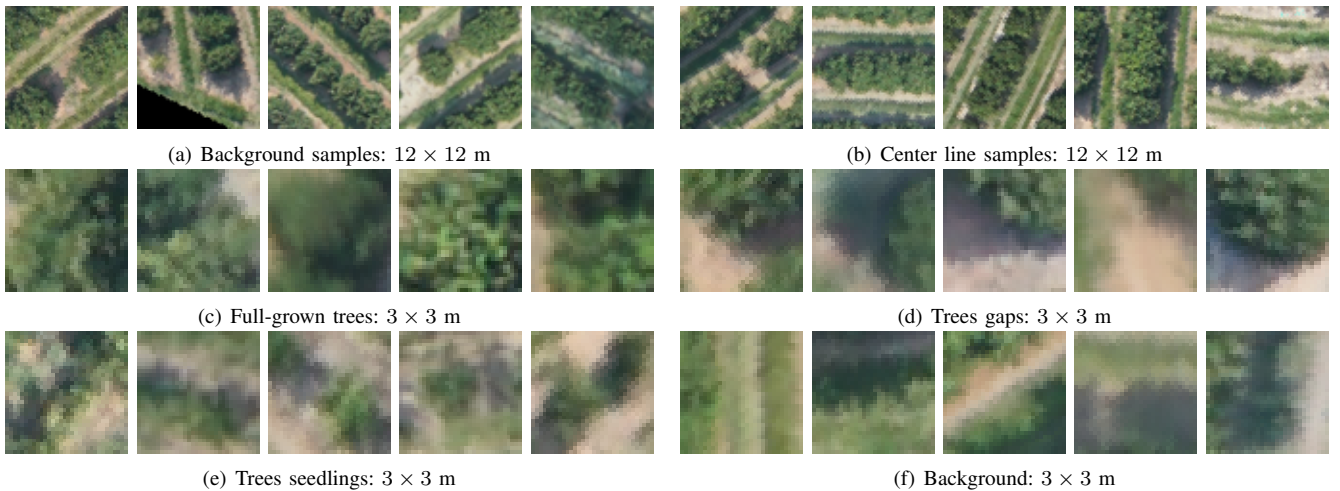 (a) Background samples: 12 × 12 m
(b) Center line samples: 12 × 12 m
(c) Full-grown trees: 3 × 3 m
(d) Trees gaps: 3 × 3 m
(e) Trees seedlings: 3 × 3 m
(f) Background: 3 × 3 m